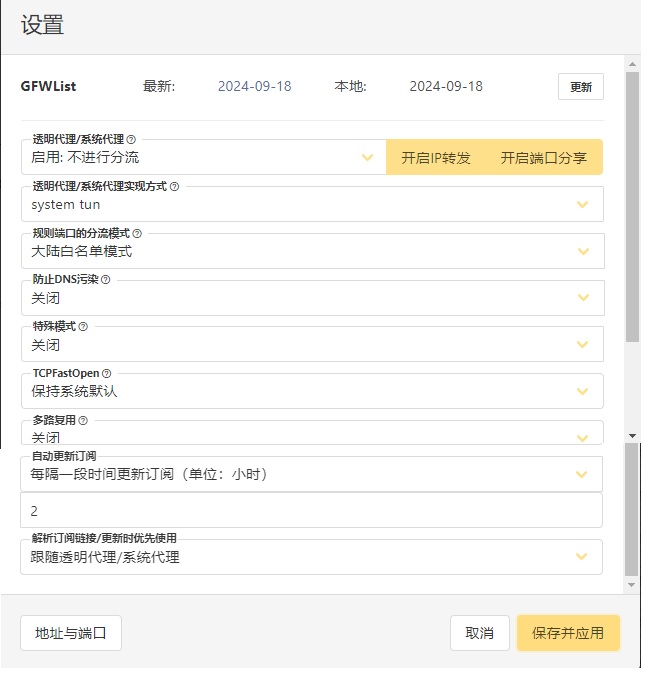 设置
GFWList 最新: 2024-09-18 本地: 2024-09-18 更新
透明代理/系统代理
启用: 不进行分流 开启IP转发 开启端口分享
透明代理/系统代理实现方式
system tun
规则端口的分流模式
大陆白名单模式
防止DNS污染
关闭
特殊模式
关闭
TCPFastOpen
保持系统默认
多路复用
关闭
自动更新订阅
每隔一段时间更新订阅（单位：小时）
2
解析订阅链接/更新时优先使用
跟随透明代理/系统代理
地址与端口 取消 保存并应用